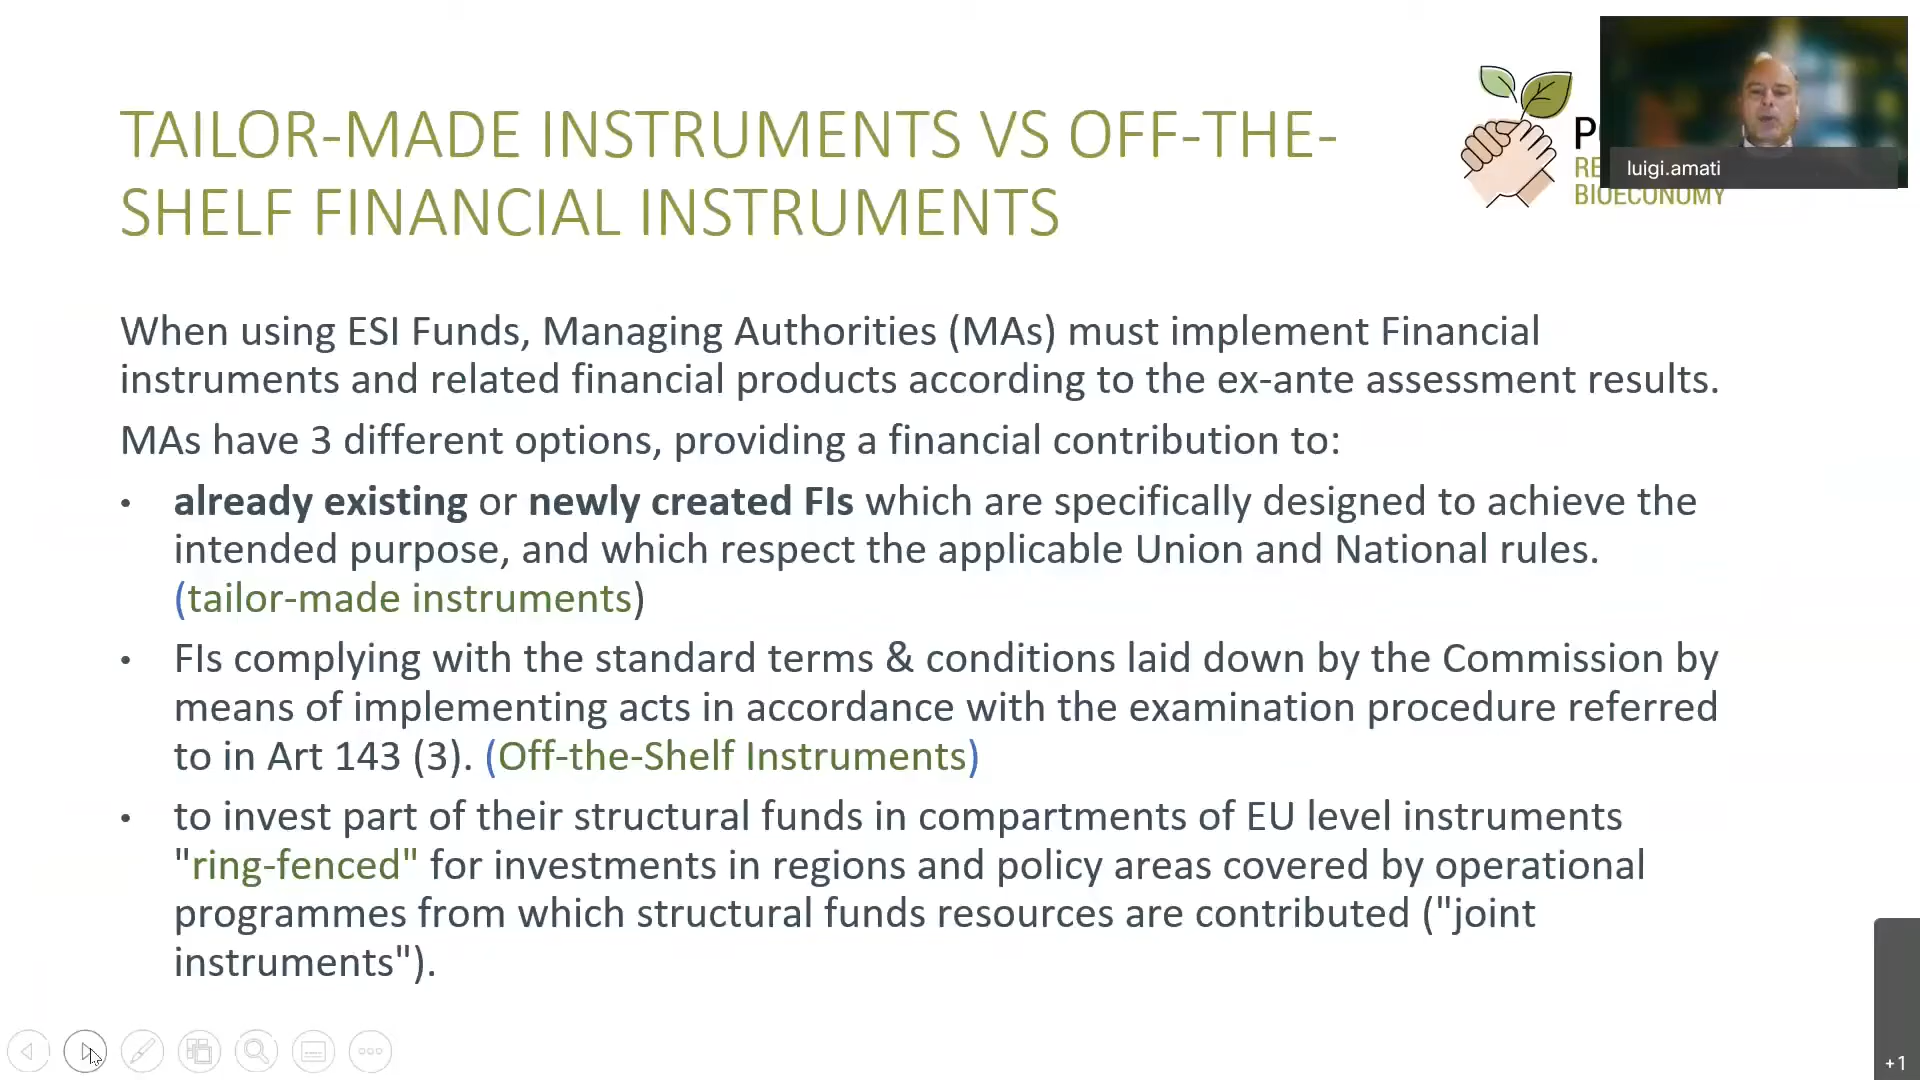 TAILOR-MADE INSTRUMENTS VS OFF-THE-
SHELF FINANCIAL INSTRUMENTS
BIOECONOMY
luigi.amati
When using ESI Funds, Managing Authorities (MAs) must implement Financial
instruments and related financial products according to the ex-ante assessment results.
MAs have 3 different options, providing a financial contribution to:
• already existing or newly created FIs which are specifically designed to achieve the
intended purpose, and which respect the applicable Union and National rules.
(tailor-made instruments)
• FIs complying with the standard terms & conditions laid down by the Commission by
means of implementing acts in accordance with the examination procedure referred
to in Art 143 (3). (Off-the-Shelf Instruments)
• to invest part of their structural funds in compartments of EU level instruments
"ring-fenced" for investments in regions and policy areas covered by operational
programmes from which structural funds resources are contributed ("joint
instruments").
+1